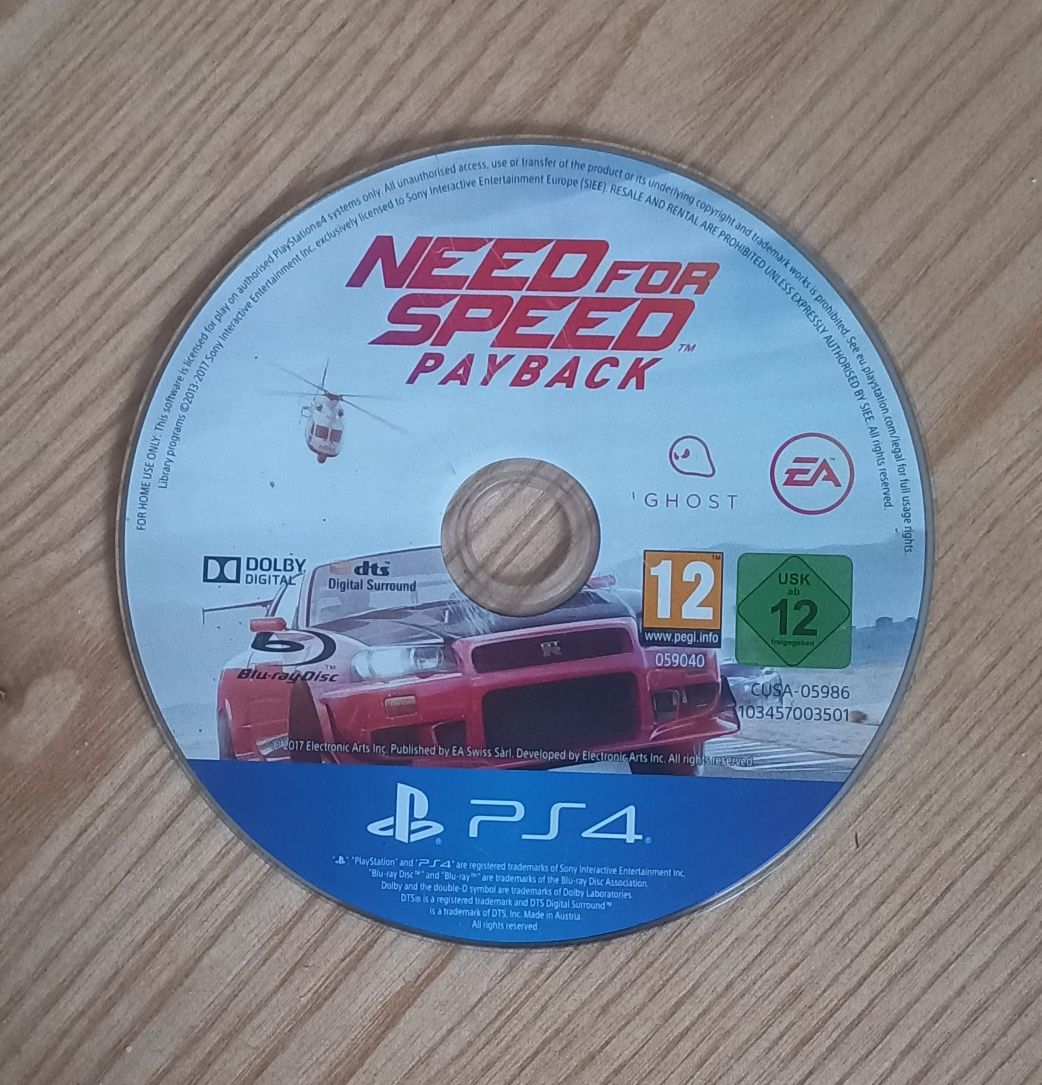 FOR HOME USE ONLY: This software is licensed for play on authorised PlayStation®4 systems only. All unauthorised access, use or transfer of the product or its underlying copyright and trademark works is prohibited. See eu.playstation.com/legal for full usage rights.
Library programs ©2013-2017 Sony Interactive Entertainment Inc. exclusively licensed to Sony Interactive Entertainment Europe (SIEE). RESALE AND RENTAL ARE PROHIBITED UNLESS EXPRESSLY AUTHORISED BY SIEE. All rights reserved.
NEED FOR
SPEED™
PAYBACK
GHOST
EA
DOLBY
DIGITAL
dts™
Digital Surround
Blu-ray Disc™
GT
R
12™
www.pegi.info
059040
USK
ab
12
freigegeben
CUSA-05986
103457003501
©2017 Electronic Arts Inc. Published by EA Swiss Sàrl. Developed by Electronic Arts Inc. All rights reserved.
PS4®
" ", "PlayStation" and "PS4" are registered trademarks of Sony Interactive Entertainment Inc.
"Blu-ray Disc™" and "Blu-ray™" are trademarks of the Blu-ray Disc Association.
Dolby and the double-D symbol are trademarks of Dolby Laboratories.
DTS® is a registered trademark and DTS Digital Surround™
is a trademark of DTS, Inc. Made in Austria.
All rights reserved.